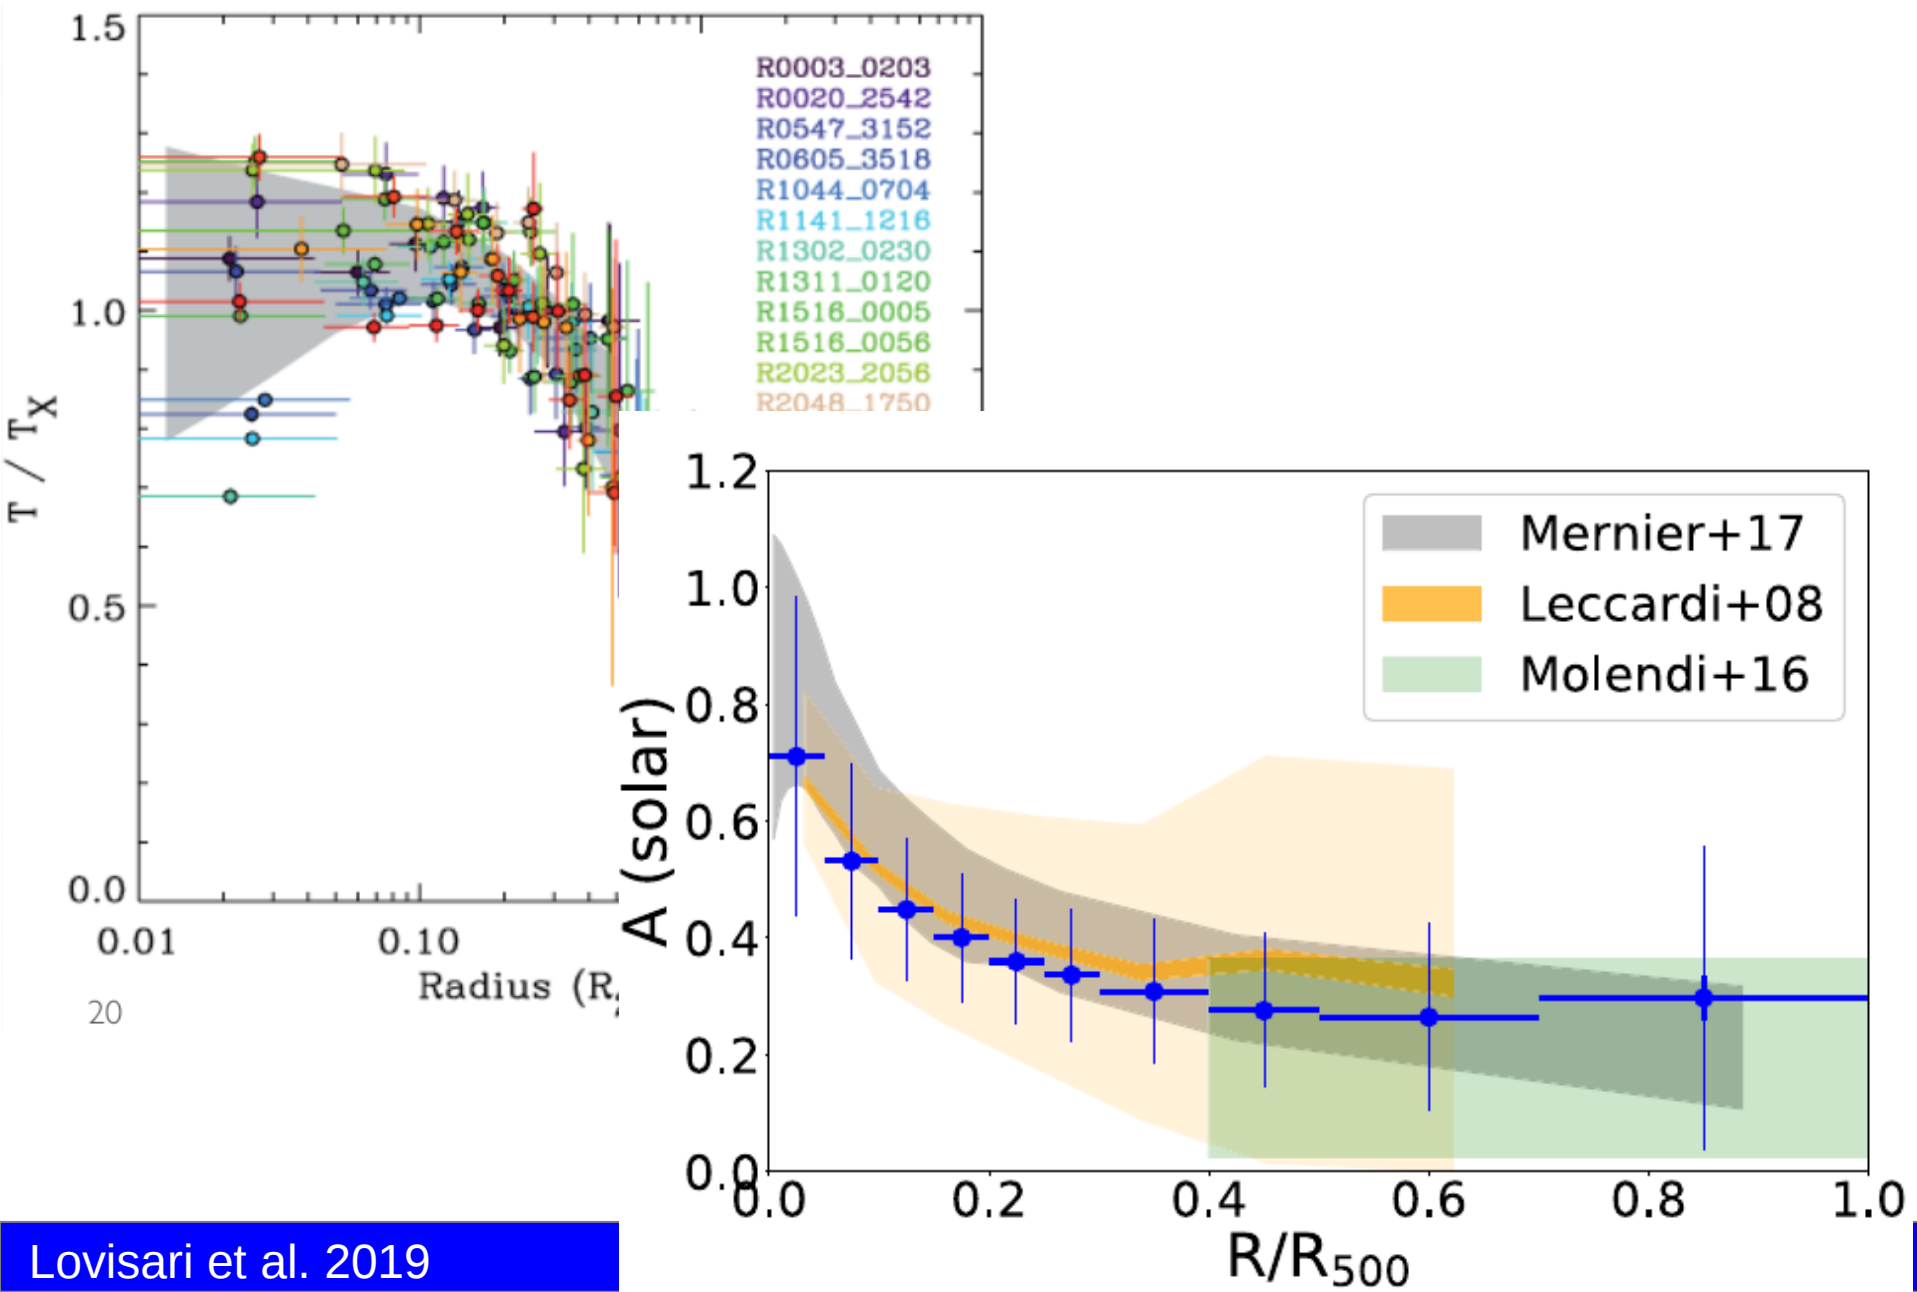 1.5
1.0
0.5
0.0
T / T_X
0.01
0.10
Radius (R
R0003_0203
R0020_2542
R0547_3152
R0605_3518
R1044_0704
R1141_1216
R1302_0230
R1311_0120
R1516_0005
R1516_0056
R2023_2056
R2048_1750
20
1.2
1.0
0.8
0.6
0.4
0.2
0.0
A (solar)
Mernier+17
Leccardi+08
Molendi+16
0.0
0.2
0.4
0.6
0.8
1.0
R/R500
Lovisari et al. 2019